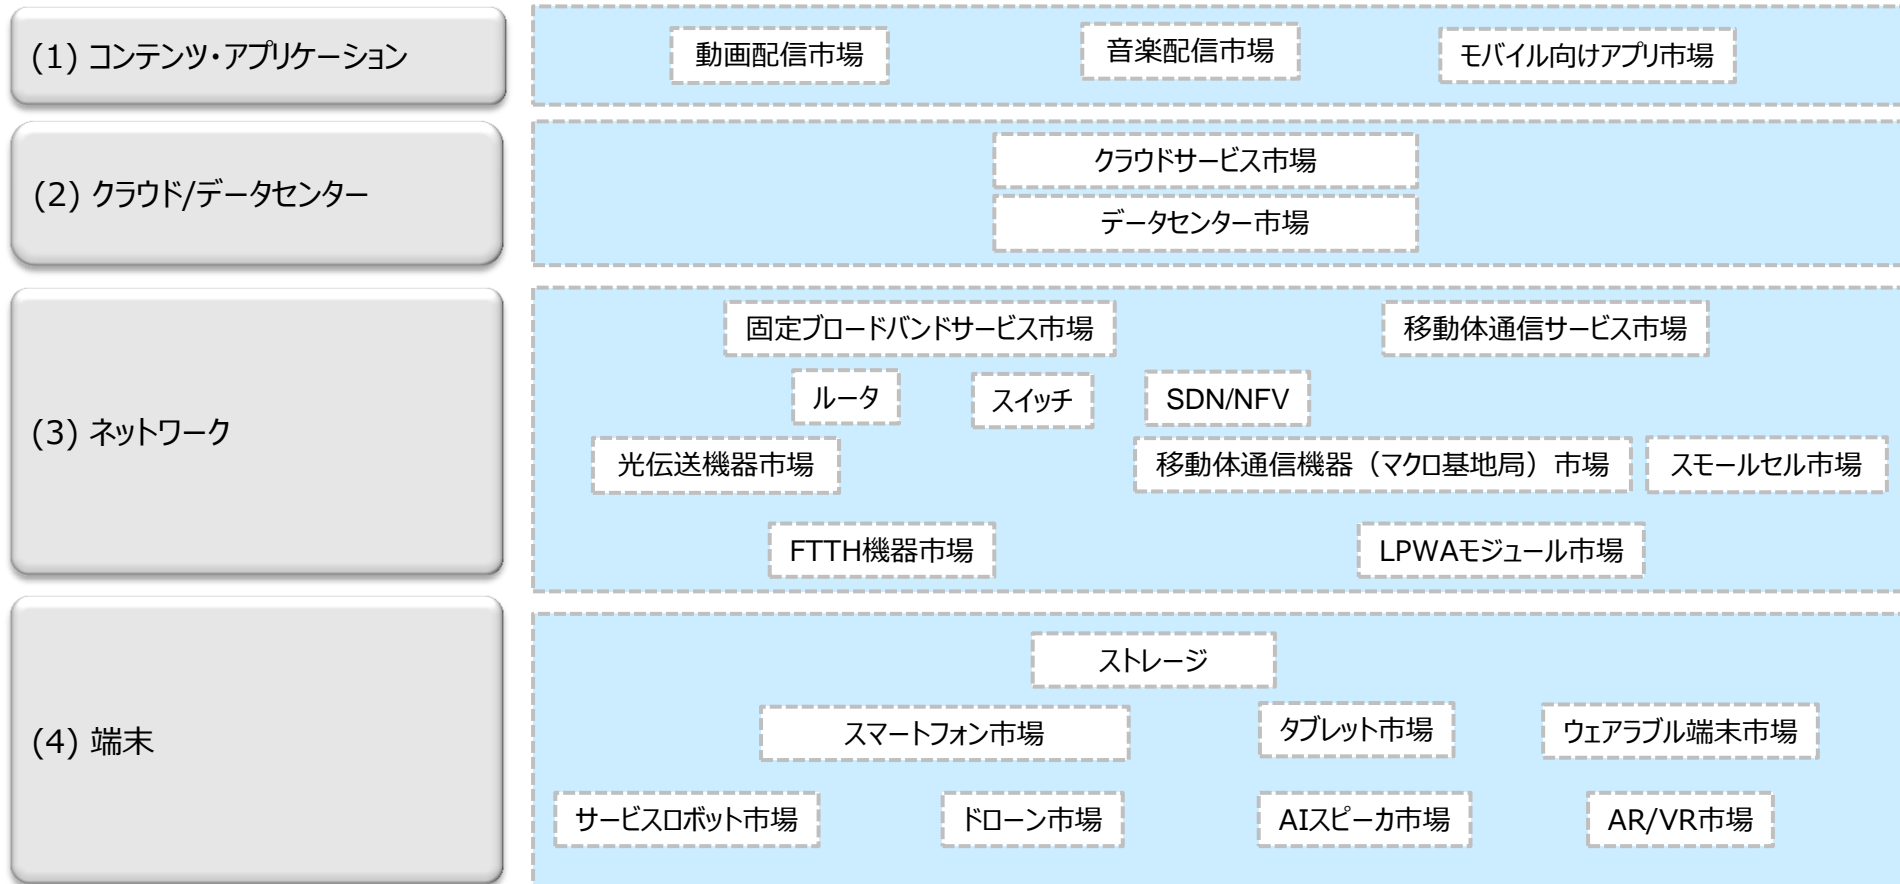 (1) コンテンツ・アプリケーション
動画配信市場
音楽配信市場
モバイル向けアプリ市場
(2) クラウド/データセンター
クラウドサービス市場
データセンター市場
(3) ネットワーク
固定ブロードバンドサービス市場
移動体通信サービス市場
ルータ
スイッチ
SDN/NFV
光伝送機器市場
移動体通信機器（マクロ基地局）市場
スモールセル市場
FTTH機器市場
LPWAモジュール市場
(4) 端末
ストレージ
スマートフォン市場
タブレット市場
ウェアラブル端末市場
サービスロボット市場
ドローン市場
AIスピーカ市場
AR/VR市場